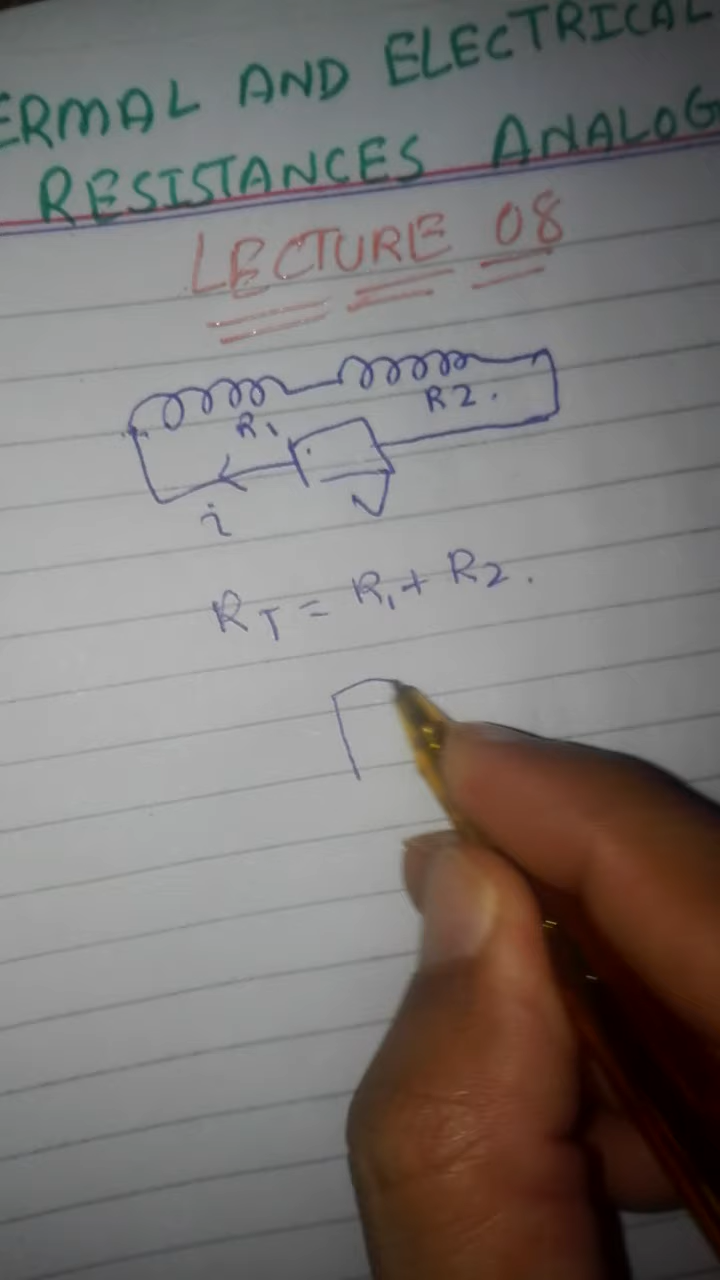 ERMAL AND ELECTRICAL
RESISTANCES ANALOG
LECTURE 08
R1 R2.
i V
RT = R1 + R2.